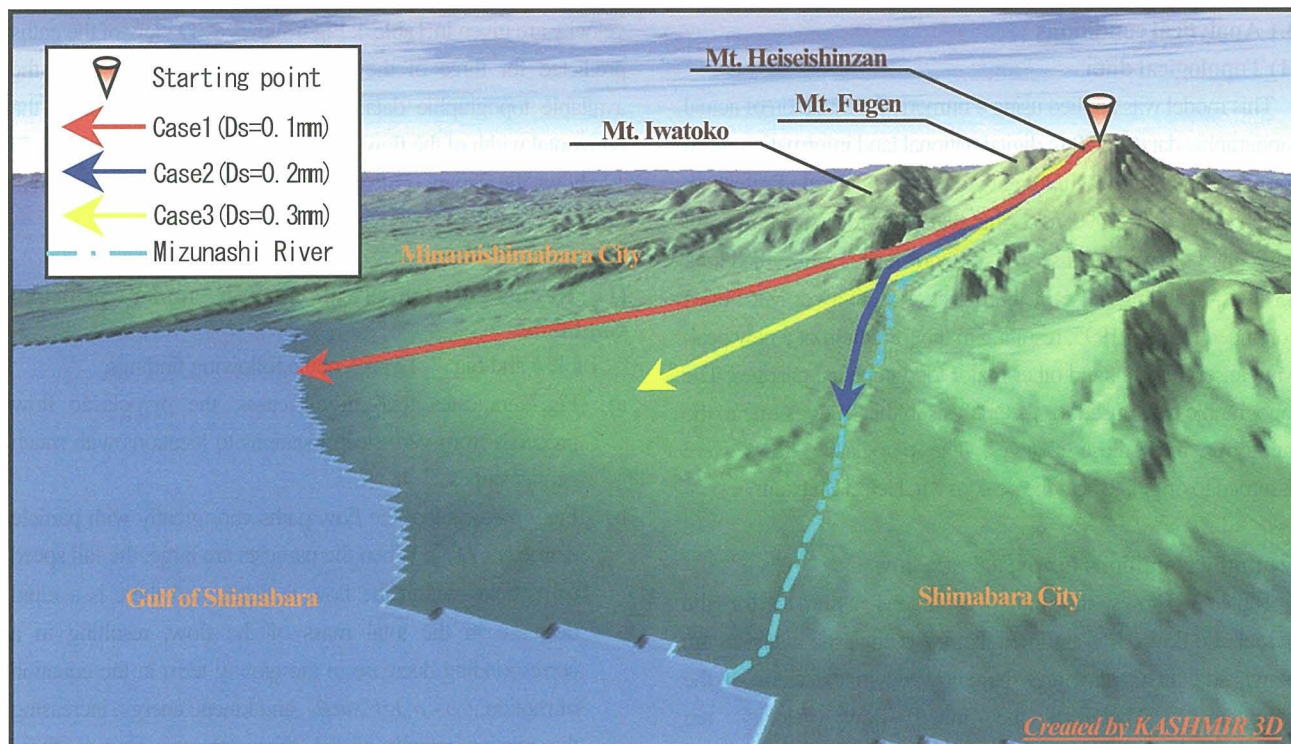 Starting point
Case1(Ds=0.1mm)
Case2(Ds=0.2mm)
Case3(Ds=0.3mm)
Mizunashi River
Mt. Heiseishinzan
Mt. Fugen
Mt. Iwatoko
Minamishimabara City
Gulf of Shimabara
Shimabara City
Created by KASHMIR 3D